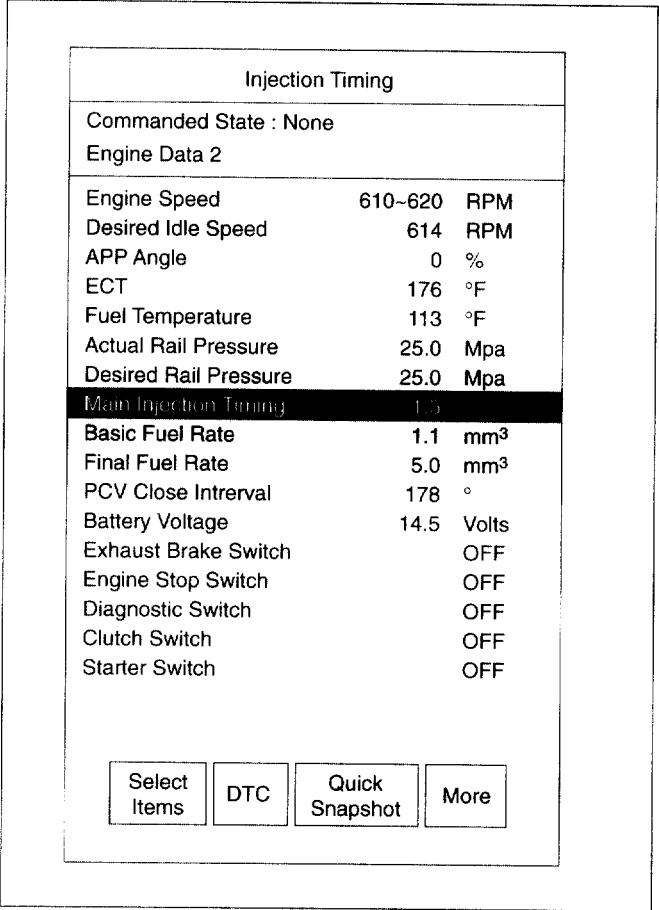 Injection Timing
Commanded State : None
Engine Data 2
Engine Speed 610~620 RPM
Desired Idle Speed 614 RPM
APP Angle 0 %
ECT 176 °F
Fuel Temperature 113 °F
Actual Rail Pressure 25.0 Mpa
Desired Rail Pressure 25.0 Mpa
Main Injection Timing 1.5
Basic Fuel Rate 1.1 mm³
Final Fuel Rate 5.0 mm³
PCV Close Intrerval 178 °
Battery Voltage 14.5 Volts
Exhaust Brake Switch OFF
Engine Stop Switch OFF
Diagnostic Switch OFF
Clutch Switch OFF
Starter Switch OFF
Select Items
DTC
Quick Snapshot
More